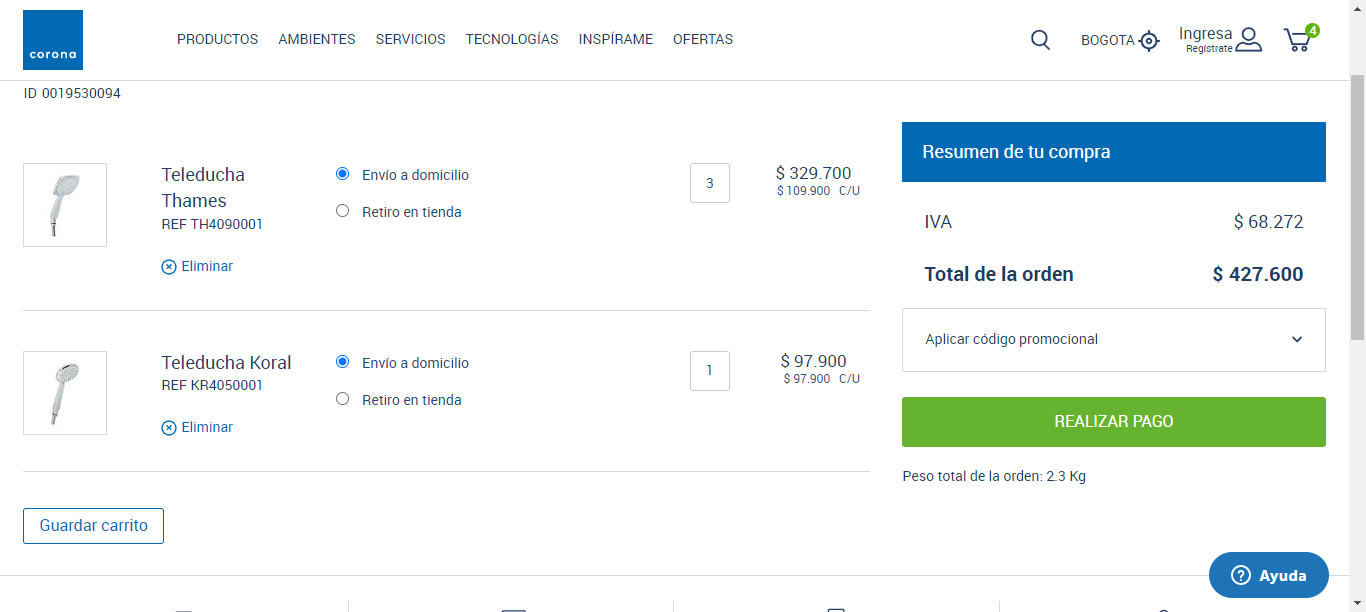 corona
PRODUCTOS AMBIENTES SERVICIOS TECNOLOGÍAS INSPÍRAME OFERTAS
BOGOTA
Ingresa
Regístrate
4
ID 0019530094
Teleducha
Thames
REF TH4090001
Eliminar
Envío a domicilio
Retiro en tienda
3
$ 329.700
$ 109.900 C/U
Teleducha Koral
REF KR4050001
Eliminar
Envío a domicilio
Retiro en tienda
1
$ 97.900
$ 97.900 C/U
Guardar carrito
Resumen de tu compra
IVA $ 68.272
Total de la orden $ 427.600
Aplicar código promocional
REALIZAR PAGO
Peso total de la orden: 2.3 Kg
? Ayuda